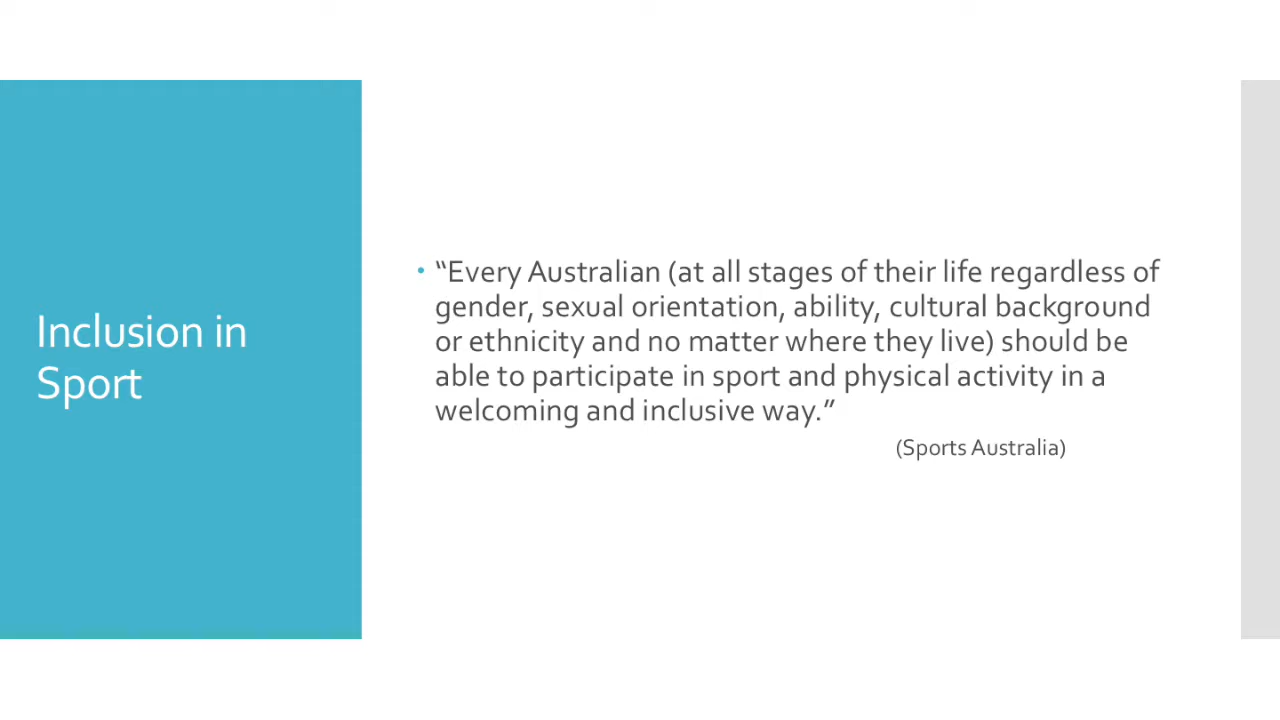 Inclusion in
Sport
• “Every Australian (at all stages of their life regardless of
gender, sexual orientation, ability, cultural background
or ethnicity and no matter where they live) should be
able to participate in sport and physical activity in a
welcoming and inclusive way.”
(Sports Australia)